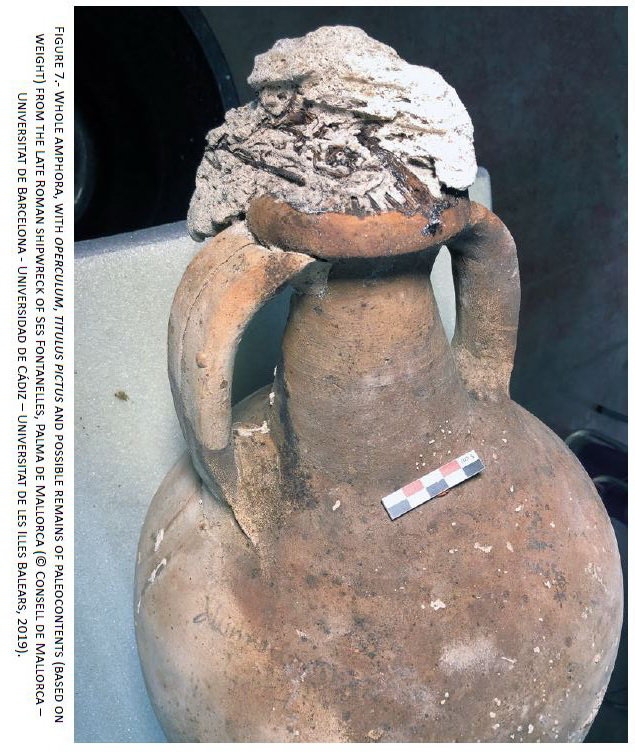 FIGURE 7.- WHOLE AMPHORA, WITH OPERCULUM, TITULUS PICTUS AND POSSIBLE REMAINS OF PALEOCONTENTS (BASED ON
WEIGHT) FROM THE LATE ROMAN SHIPWRECK OF SES FONTANELLES, PALMA DE MALLORCA (© CONSELL DE MALLORCA –
UNIVERSITAT DE BARCELONA - UNIVERSIDAD DE CÁDIZ – UNIVERSITAT DE LES ILLES BALEARS, 2019).